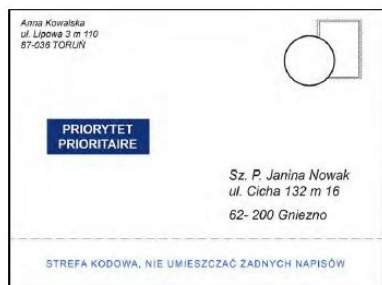 Anna Kowalska
ul. Lipowa 3 m 110
87-036 TORUŃ
PRIORYTET
PRIORITAIRE
Sz. P. Janina Nowak
ul. Cicha 132 m 16
62- 200 Gniezno
STREFA KODOWA, NIE UMIESZCZAĆ ŻADNYCH NAPISÓW